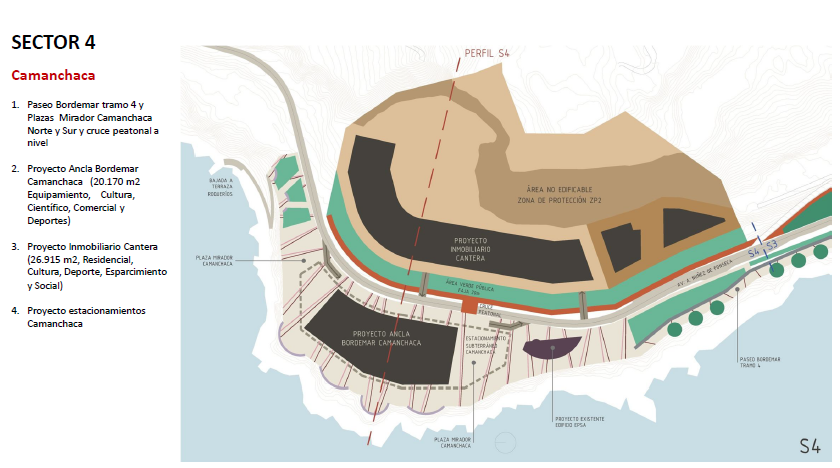 SECTOR 4
Camanchaca
1. Paseo Bordemar tramo 4 y
Plazas Mirador Camanchaca
Norte y Sur y cruce peatonal a
nivel
2. Proyecto Ancla Bordemar
Camanchaca (20.170 m2
Equipamiento, Cultura,
Científico, Comercial y
Deportes)
3. Proyecto Inmobiliario Cantera
(26.915 m2, Residencial,
Cultura, Deporte, Esparcimiento
y Social)
4. Proyecto estacionamientos
Camanchaca
PERFIL S4
BAJADA A
TERRAZA
ROQUERÍOS
ÁREA NO EDIFICABLE
ZONA DE PROTECCIÓN ZP2
PROYECTO
INMOBILIARIO
CANTERA
PLAZA MIRADOR
CAMANCHACA
ÁREA VERDE PÚBLICA
S4
S3
AV. A. NÚÑEZ DE FONSECA
CRUCE
PEATONAL
PROYECTO ANCLA
BORDEMAR CAMANCHACA
ESTACIONAMIENTO
SUBTERRÁNEO
CAMANCHACA
PASEO BORDEMAR
TRAMO 4
PROYECTO EXISTENTE
EDIFICIO EPSA
PLAZA MIRADOR
CAMANCHACA
S4